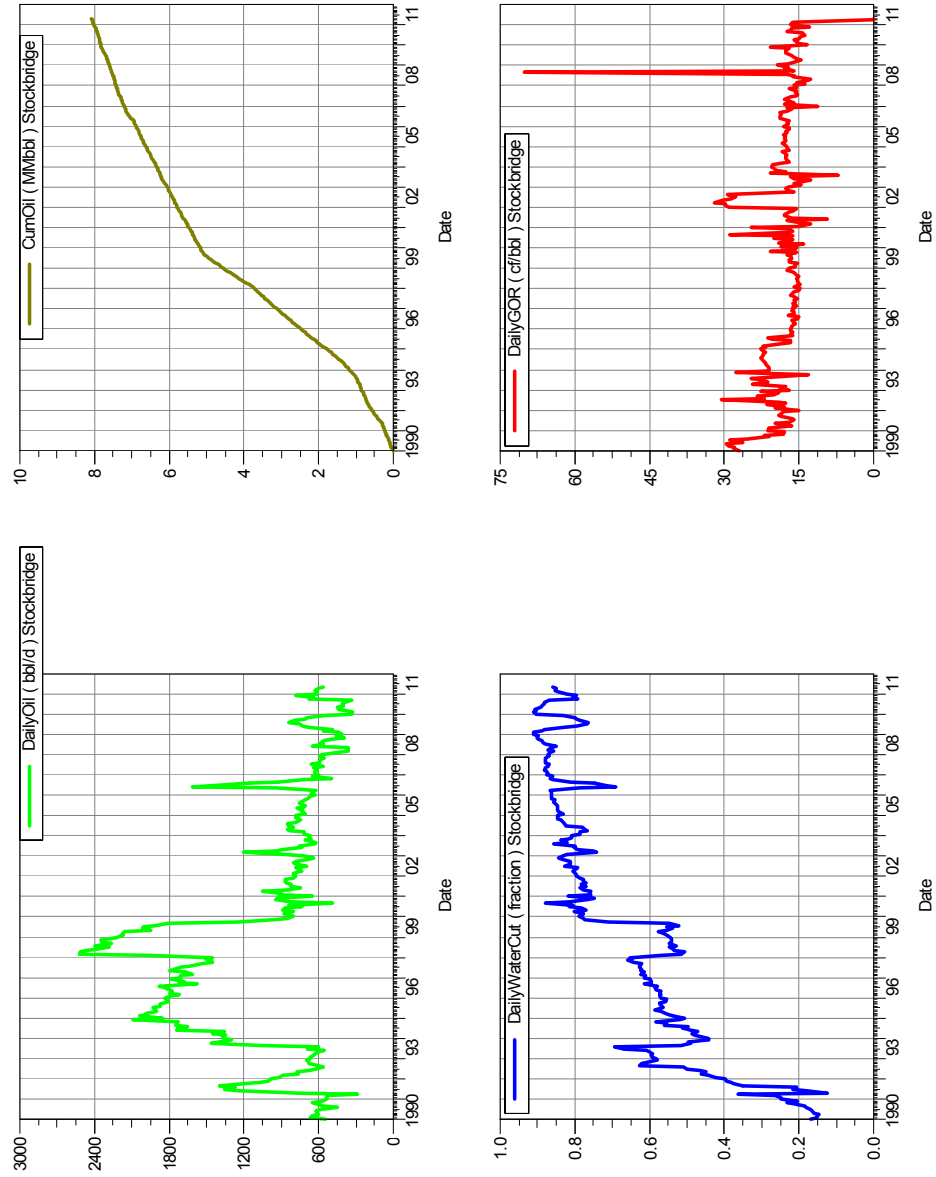 DailyOil ( bbl/d ) Stockbridge
3000
2400
1800
1200
600
0
1990 93 96 99 02 05 08 11
Date
CumOil ( MMbbl ) Stockbridge
10
8
6
4
2
0
1990 93 96 99 02 05 08 11
Date
DailyWaterCut ( fraction ) Stockbridge
1.0
0.8
0.6
0.4
0.2
0.0
1990 93 96 99 02 05 08 11
Date
DailyGOR ( cf/bbl ) Stockbridge
75
60
45
30
15
0
1990 93 96 99 02 05 08 11
Date